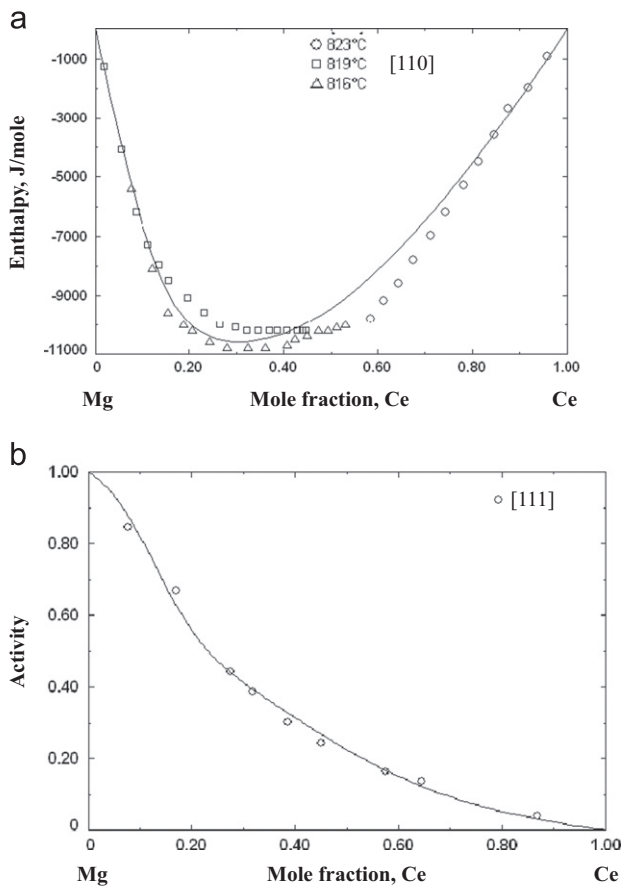 a
-1000
-3000
-5000
-7000
-9000
-11000
Enthalpy, J/mole
823°C
819°C
816°C
[110]
0 0.20 0.40 0.60 0.80 1.00
Mg Mole fraction, Ce Ce
b
1.00
0.80
0.60
0.40
0.20
0
Activity
[111]
0 0.20 0.40 0.60 0.80 1.00
Mg Mole fraction, Ce Ce